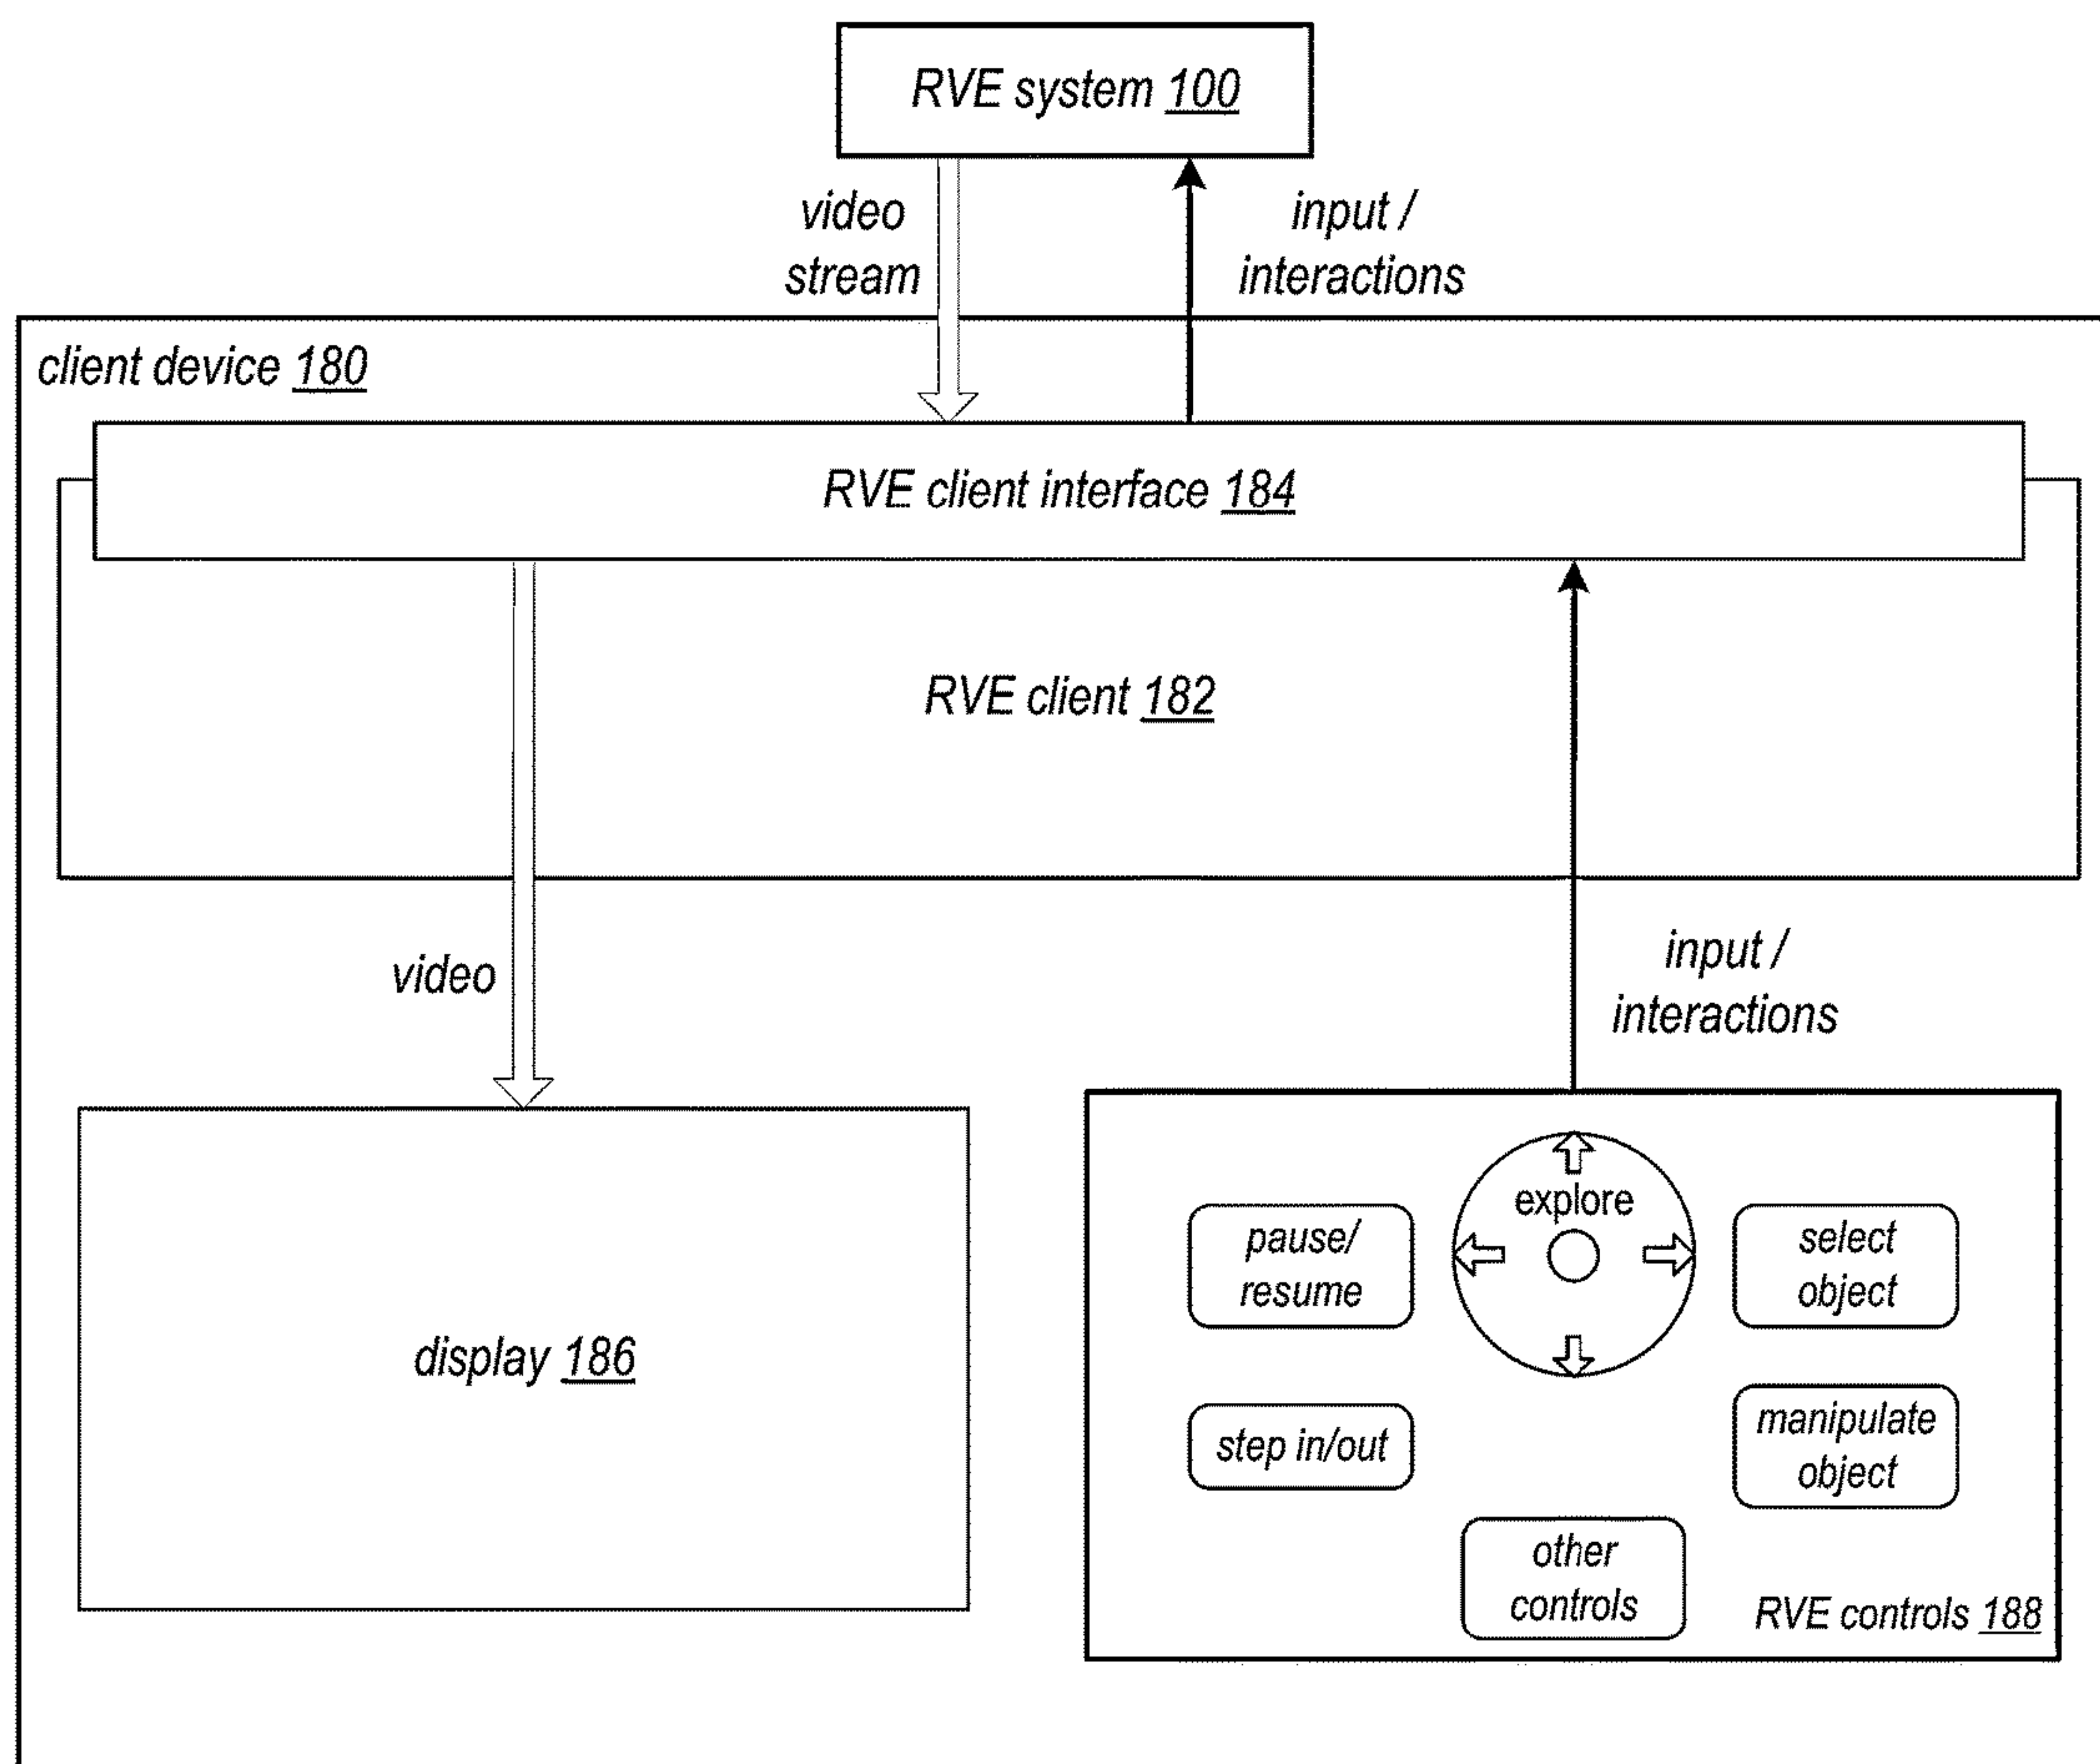 RVE system 100
video
stream
input /
interactions
client device 180
RVE client interface 184
RVE client 182
video
input /
interactions
display 186
explore
pause/
resume
select
object
step in/out
manipulate
object
other
controls
RVE controls 188